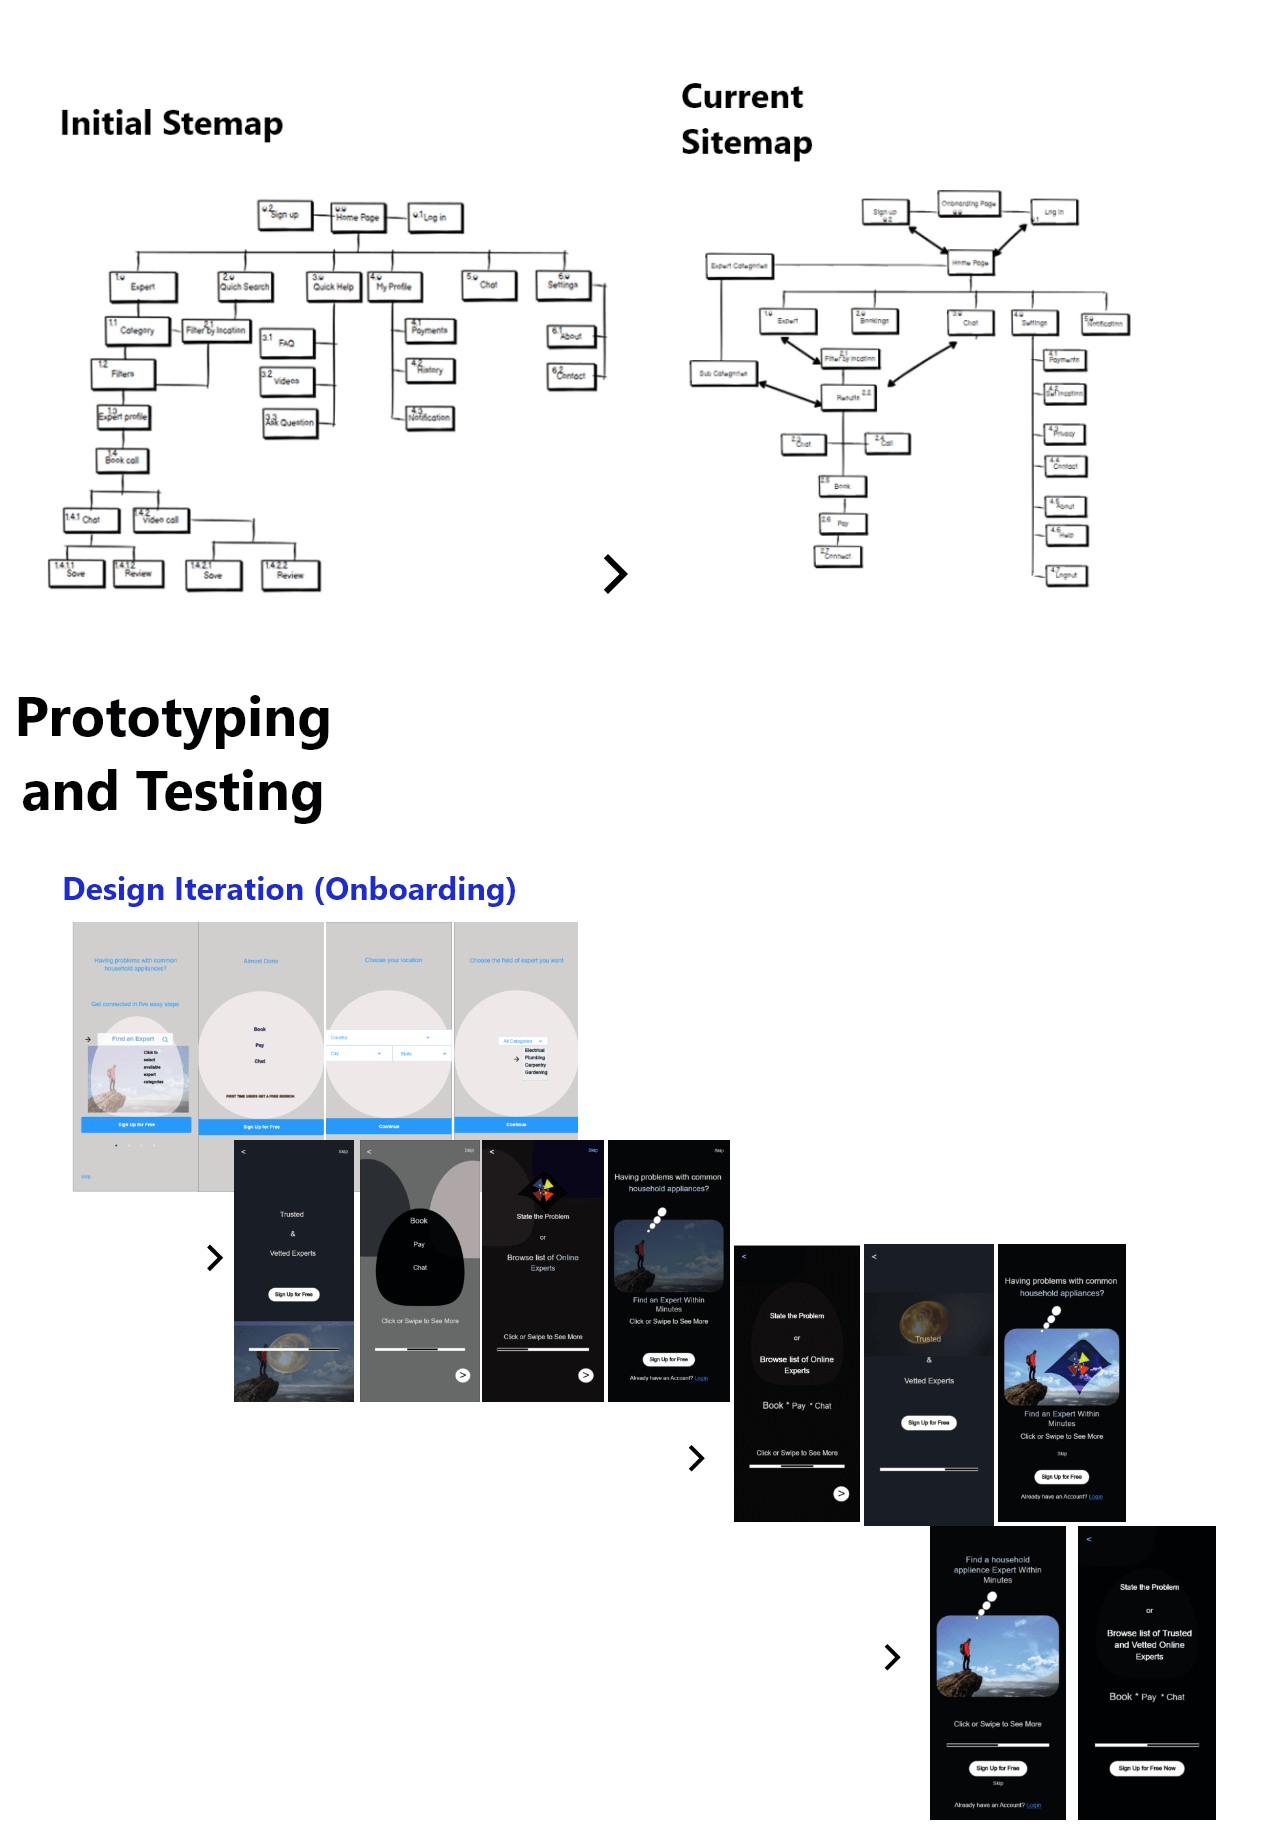 Initial Stemap
0.2
Sign up
0.0
Home Page
0.1
Log in
1.0
Expert
2.0
Quich Search
3.0
Quick Help
4.0
My Profile
5.0
Chat
6.0
Settings
1.1
Category
2.1
Filter by location
3.1
FAQ
4.1
Payments
6.1
About
1.2
Filters
3.2
Videos
4.2
History
6.2
Contact
1.3
Expert profile
3.3
Ask Question
4.3
Notification
1.4
Book call
1.4.1
Chat
1.4.2
Video call
1.4.1.1
Save
1.4.1.2
Review
1.4.2.1
Save
1.4.2.2
Review
Current
Sitemap
Sign up
0.2
Onboarding Page
0.0
Log in
0.1
Expert Categories
Home Page
1.0
Expert
2.0
Bookings
3.0
Chat
4.0
Settings
5.0
Notification
2.1
Filter by location
4.1
Payments
Sub Categories
Results 2.2
4.2
Set location
2.3
Chat
2.4
Call
4.3
Privacy
4.4
Contact
2.5
Book
4.5
About
2.6
Pay
4.6
Help
2.7
Connect
4.7
Logout
Prototyping
and Testing
Design Iteration (Onboarding)
Having problems with common
household appliances?
Get connected in five easy steps
Find an Expert
Click to
select
available
expert
categories
Sign Up for Free
Skip
Almost Done
Book
Pay
Chat
FIRST TIME USERS GET A FREE SESSION
Sign Up for Free
Choose your location
Country
City
State
Continue
Choose the field of expert you want
All Categories
Electrical
Plumbing
Carpentry
Gardening
Continue
<
Skip
Trusted
&
Vetted Experts
Sign Up for Free
<
Skip
Book
Pay
Chat
Click or Swipe to See More
>
<
Skip
State the Problem
or
Browse list of Online
Experts
Click or Swipe to See More
>
Skip
Having problems with common
household appliances?
Find an Expert Within
Minutes
Click or Swipe to See More
Sign Up for Free
Already have an Account? Login
<
State the Problem
or
Browse list of Online
Experts
Book * Pay * Chat
Click or Swipe to See More
>
<
Trusted
&
Vetted Experts
Sign Up for Free
Having problems with common
household appliances?
Find an Expert Within
Minutes
Click or Swipe to See More
Skip
Sign Up for Free
Already have an Account? Login
Find a household
applience Expert Within
Minutes
Click or Swipe to See More
Sign Up for Free
Skip
Already have an Account? Login
<
State the Problem
or
Browse list of Trusted
and Vetted Online
Experts
Book * Pay * Chat
Sign Up for Free Now